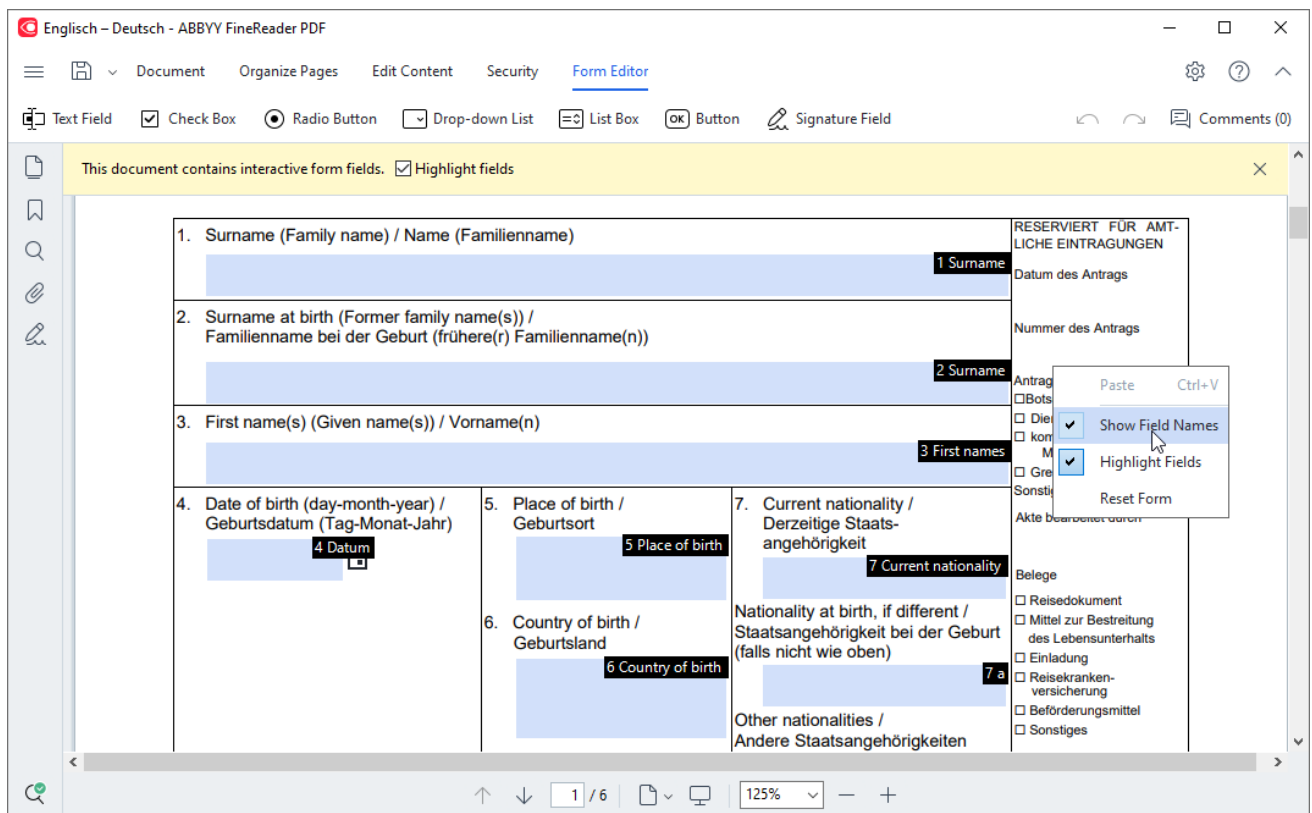 Englisch – Deutsch - ABBYY FineReader PDF
Document Organize Pages Edit Content Security Form Editor
Text Field Check Box Radio Button Drop-down List List Box OK Button Signature Field Comments (0)
This document contains interactive form fields. Highlight fields
1. Surname (Family name) / Name (Familienname)
1 Surname
2. Surname at birth (Former family name(s)) /
Familienname bei der Geburt (frühere(r) Familienname(n))
2 Surname
3. First name(s) (Given name(s)) / Vorname(n)
3 First names
4. Date of birth (day-month-year) /
Geburtsdatum (Tag-Monat-Jahr)
4 Datum
5. Place of birth /
Geburtsort
5 Place of birth
6. Country of birth /
Geburtsland
6 Country of birth
7. Current nationality /
Derzeitige Staats-
angehörigkeit
7 Current nationality
Nationality at birth, if different /
Staatsangehörigkeit bei der Geburt
(falls nicht wie oben)
7 a
Other nationalities /
Andere Staatsangehörigkeiten
RESERVIERT FÜR AMT-
LICHE EINTRAGUNGEN
Datum des Antrags
Nummer des Antrags
Paste Ctrl+V
Show Field Names
Highlight Fields
Reset Form
Akte bearbeitet durch
Belege
Reisedokument
Mittel zur Bestreitung
des Lebensunterhalts
Einladung
Reisekranken-
versicherung
Beförderungsmittel
Sonstiges
1 / 6 125%